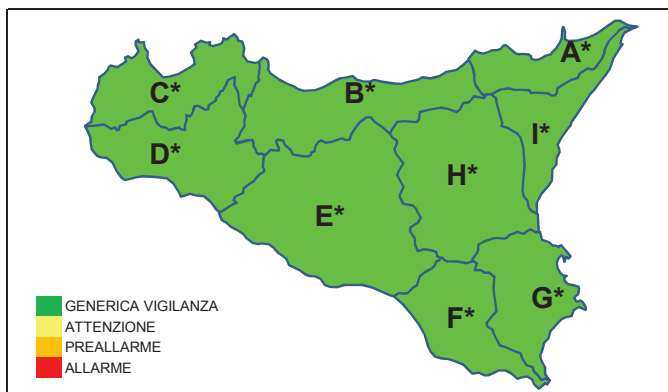 A*
C*
B*
I*
D*
H*
E*
G*
F*
GENERICA VIGILANZA
ATTENZIONE
PREALLARME
ALLARME